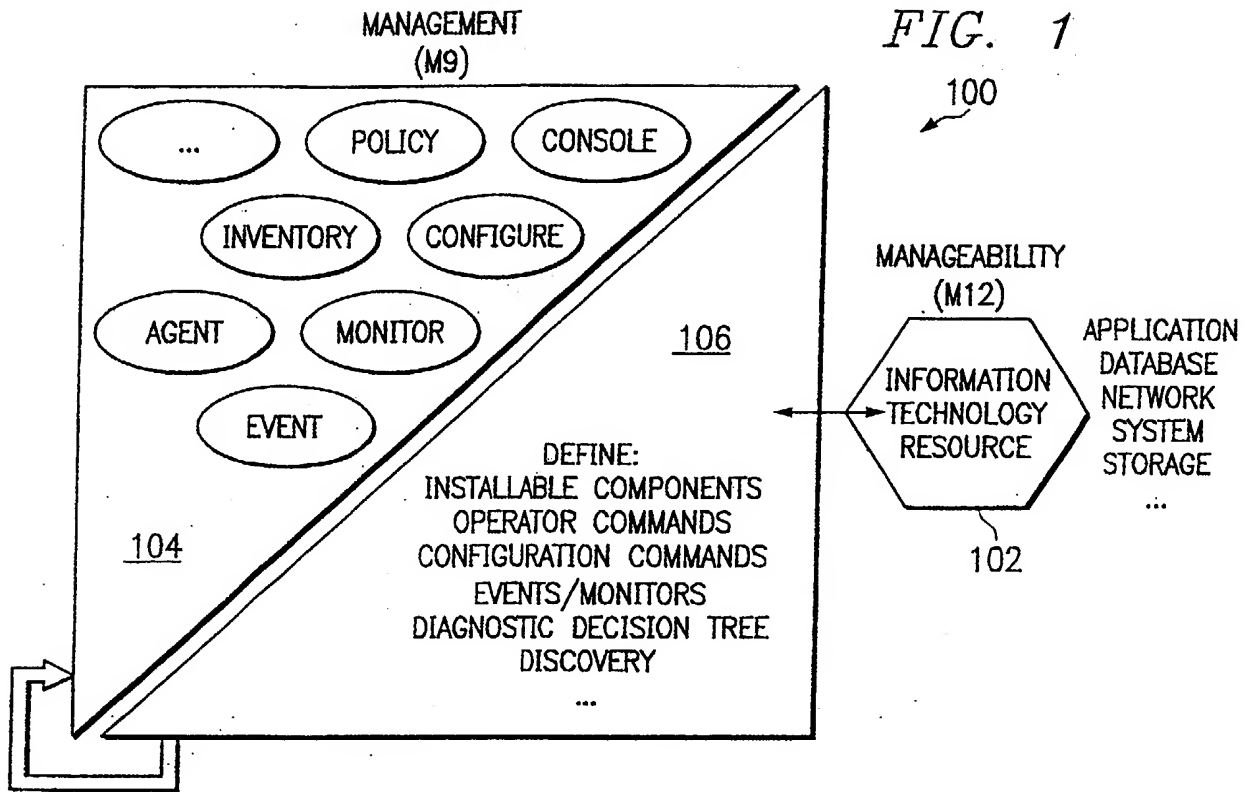 FIG. 1
100
MANAGEMENT
(M9)
...
POLICY
CONSOLE
INVENTORY
CONFIGURE
AGENT
MONITOR
EVENT
104
106
DEFINE:
INSTALLABLE COMPONENTS
OPERATOR COMMANDS
CONFIGURATION COMMANDS
EVENTS/MONITORS
DIAGNOSTIC DECISION TREE
DISCOVERY
...
MANAGEABILITY
(M12)
INFORMATION
TECHNOLOGY
RESOURCE
102
APPLICATION
DATABASE
NETWORK
SYSTEM
STORAGE
...